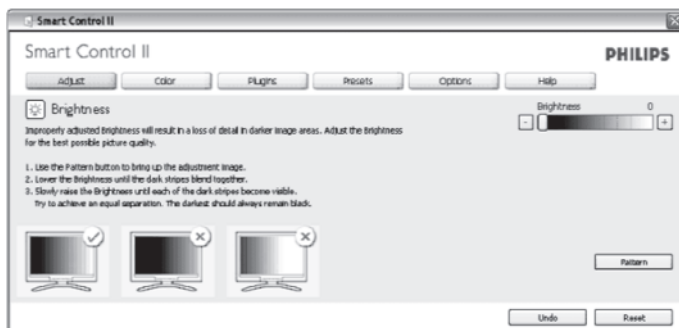 Smart Control II
Smart Control II
PHILIPS
Adjust Color Plugins Presets Options Help
Brightness
Improperly adjusted Brightness will result in a loss of detail in darker image areas. Adjust the Brightness
for the best possible picture quality.
1. Use the Pattern button to bring up the adjustment image.
2. Lower the Brightness until the dark stripes blend together.
3. Slowly raise the Brightness until each of the dark stripes become visible.
Try to achieve an equal separation. The darkest should always remain black.
Brightness 0
- +
Pattern
Undo Reset